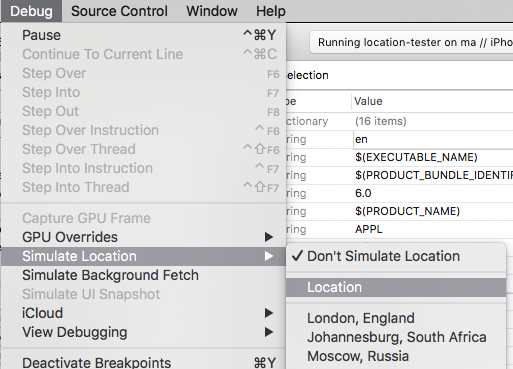 Debug Source Control Window Help
Pause ^⌘Y
Continue To Current Line ^⌘C
Step Over F6
Step Into F7
Step Out F8
Step Over Instruction ^F6
Step Over Thread ^⇧F6
Step Into Instruction ^F7
Step Into Thread ^⇧F7
Capture GPU Frame
GPU Overrides
Simulate Location
Simulate Background Fetch
Simulate UI Snapshot
iCloud
View Debugging
Deactivate Breakpoints ⌘Y
Running location-tester on ma // iPho
election
pe Value
ctionary (16 items)
ring en
ring $(EXECUTABLE_NAME)
ring $(PRODUCT_BUNDLE_IDENTIF
ring 6.0
ring $(PRODUCT_NAME)
ring APPL
✓ Don't Simulate Location
Location
London, England
Johannesburg, South Africa
Moscow, Russia